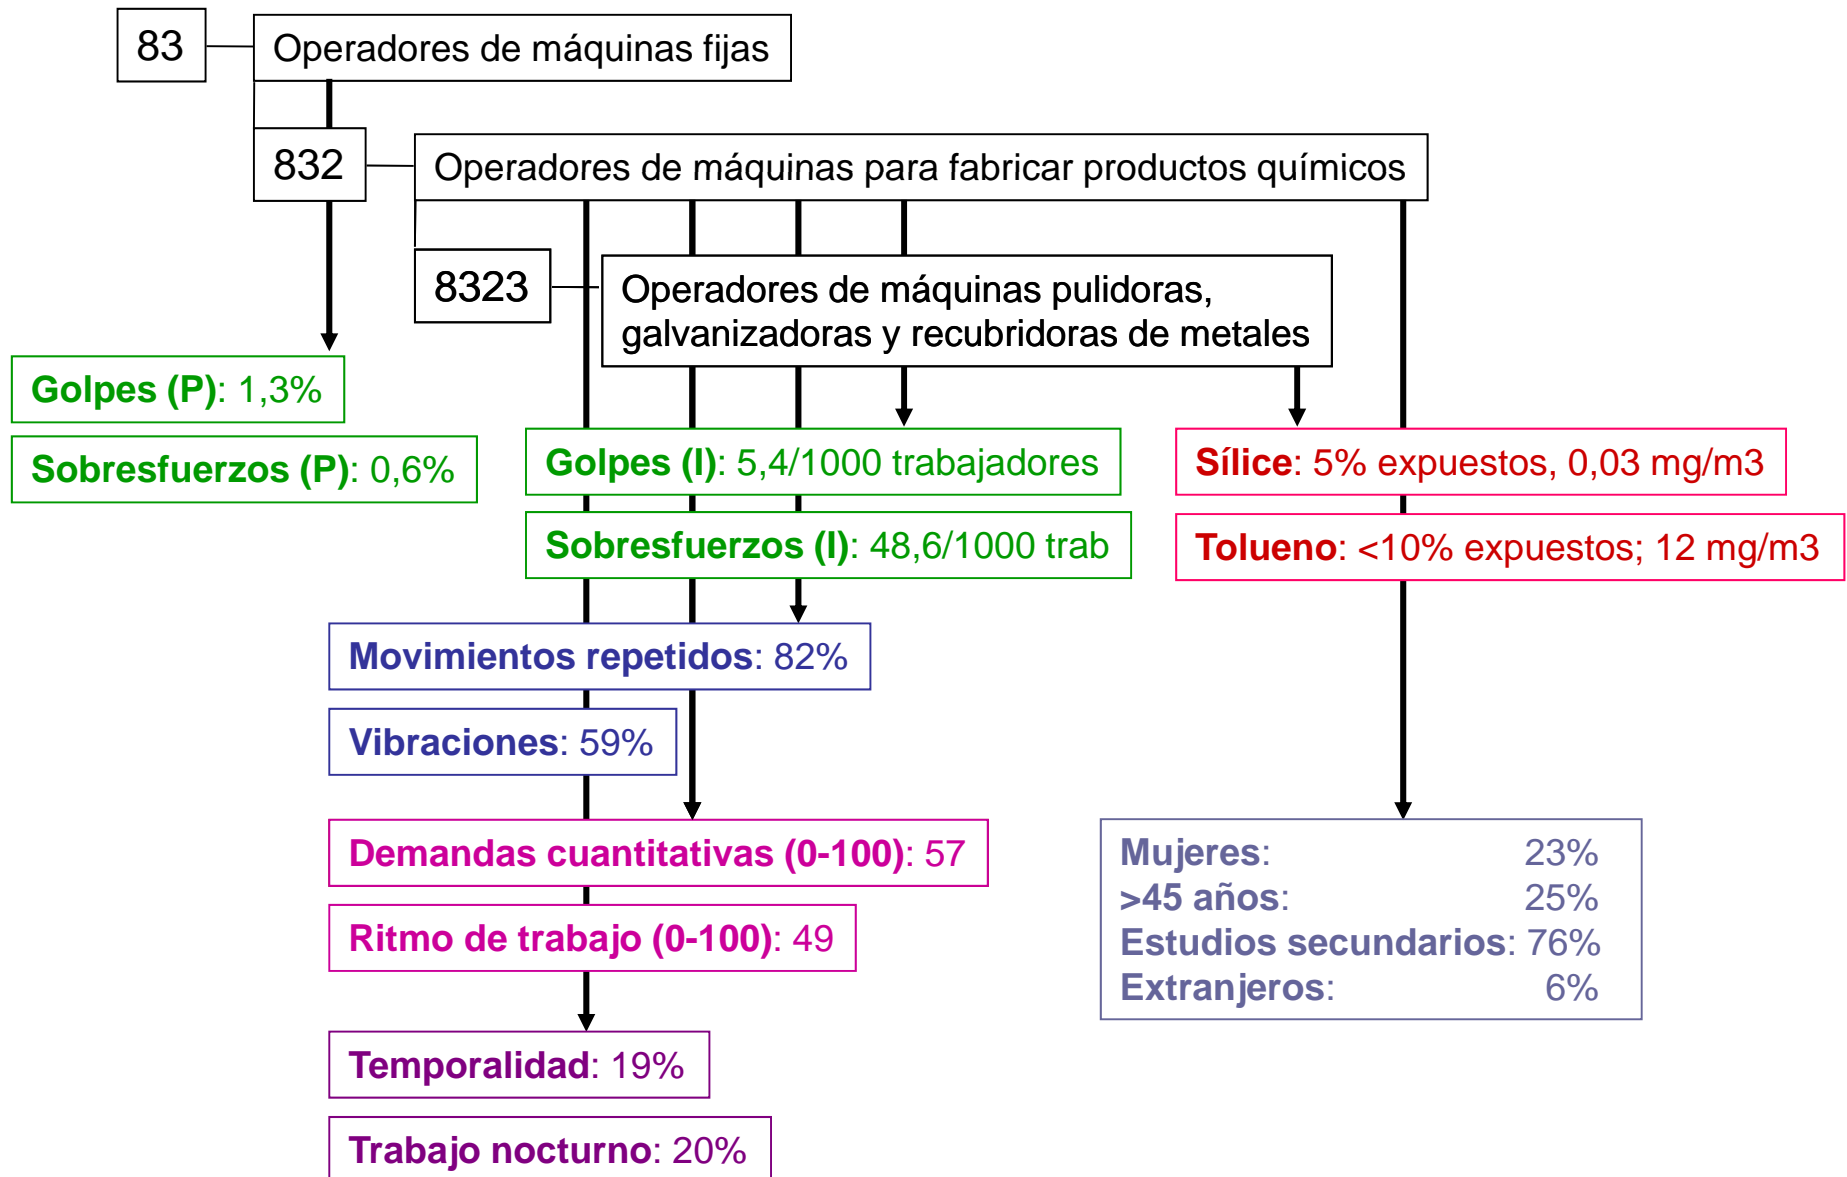 83
Operadores de máquinas fijas
832
Operadores de máquinas para fabricar productos químicos
8323
Operadores de máquinas pulidoras,
galvanizadoras y recubridoras de metales
Golpes (P): 1,3%
Sobresfuerzos (P): 0,6%
Golpes (I): 5,4/1000 trabajadores
Sobresfuerzos (I): 48,6/1000 trab
Sílice: 5% expuestos, 0,03 mg/m3
Tolueno: <10% expuestos; 12 mg/m3
Movimientos repetidos: 82%
Vibraciones: 59%
Demandas cuantitativas (0-100): 57
Ritmo de trabajo (0-100): 49
Temporalidad: 19%
Trabajo nocturno: 20%
Mujeres: 23%
>45 años: 25%
Estudios secundarios: 76%
Extranjeros: 6%